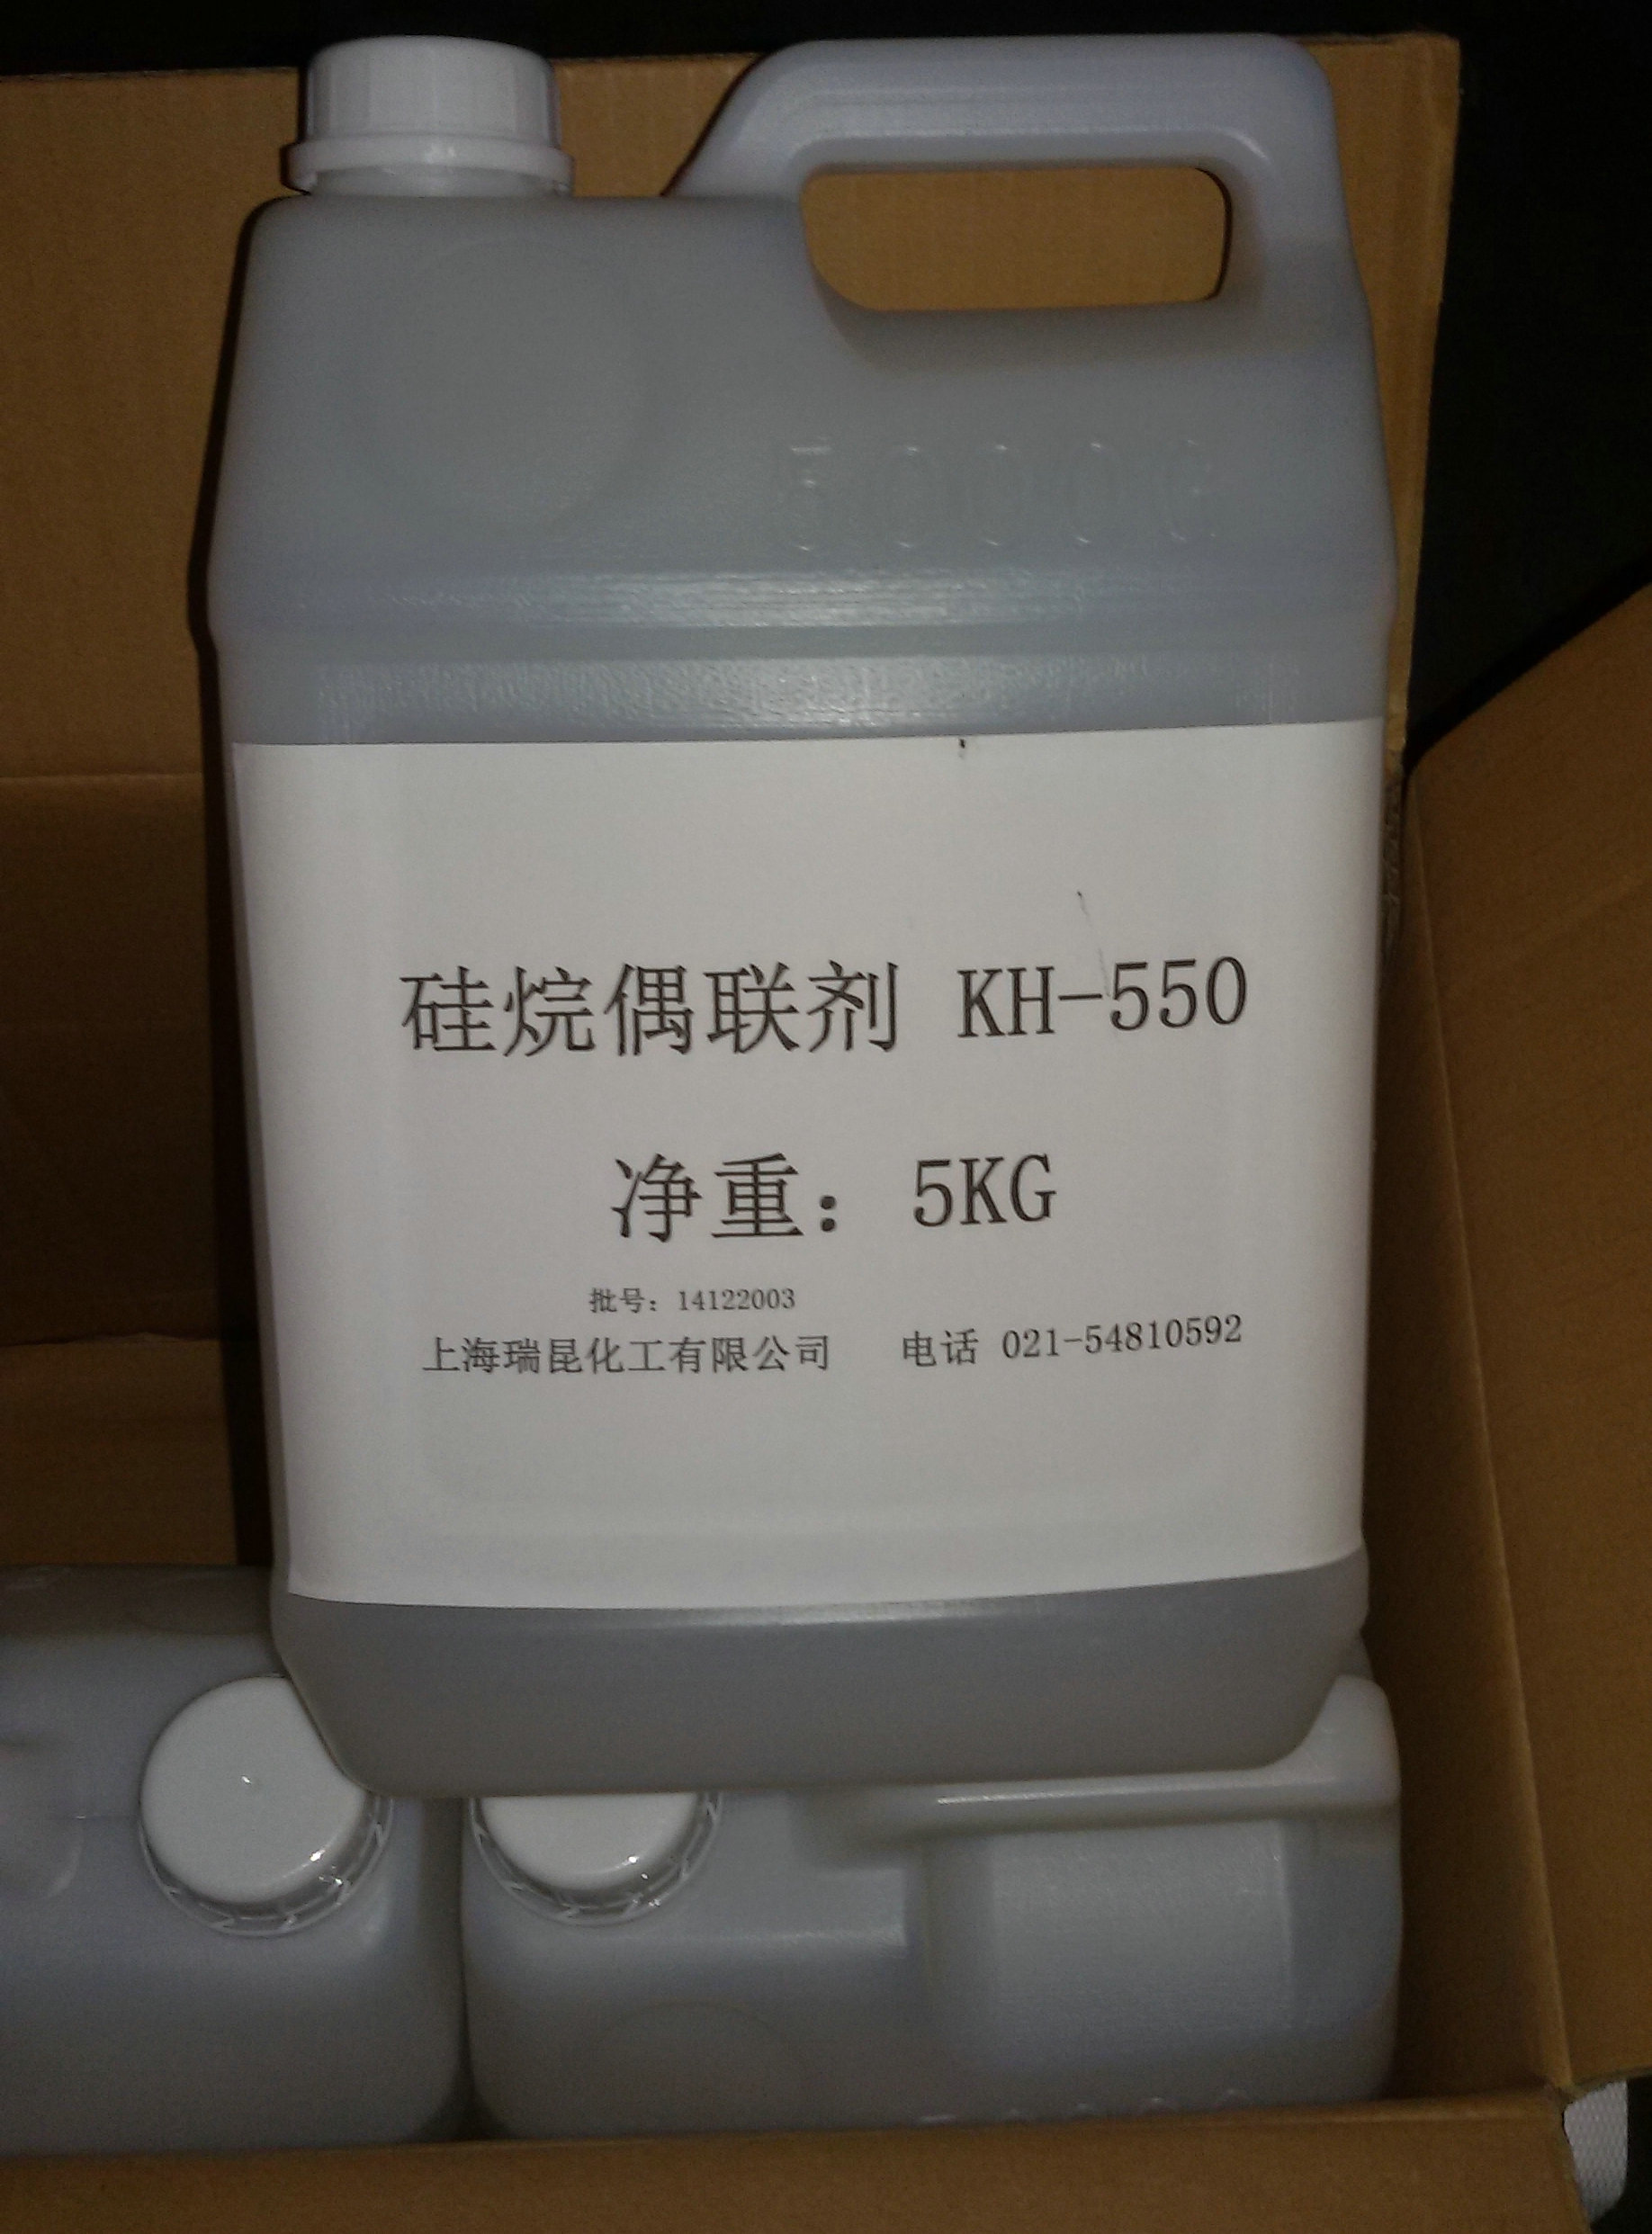 5000G
硅烷偶联剂 KH-550
净重：5KG
批号：14122003
上海瑞昆化工有限公司 电话 021-54810592